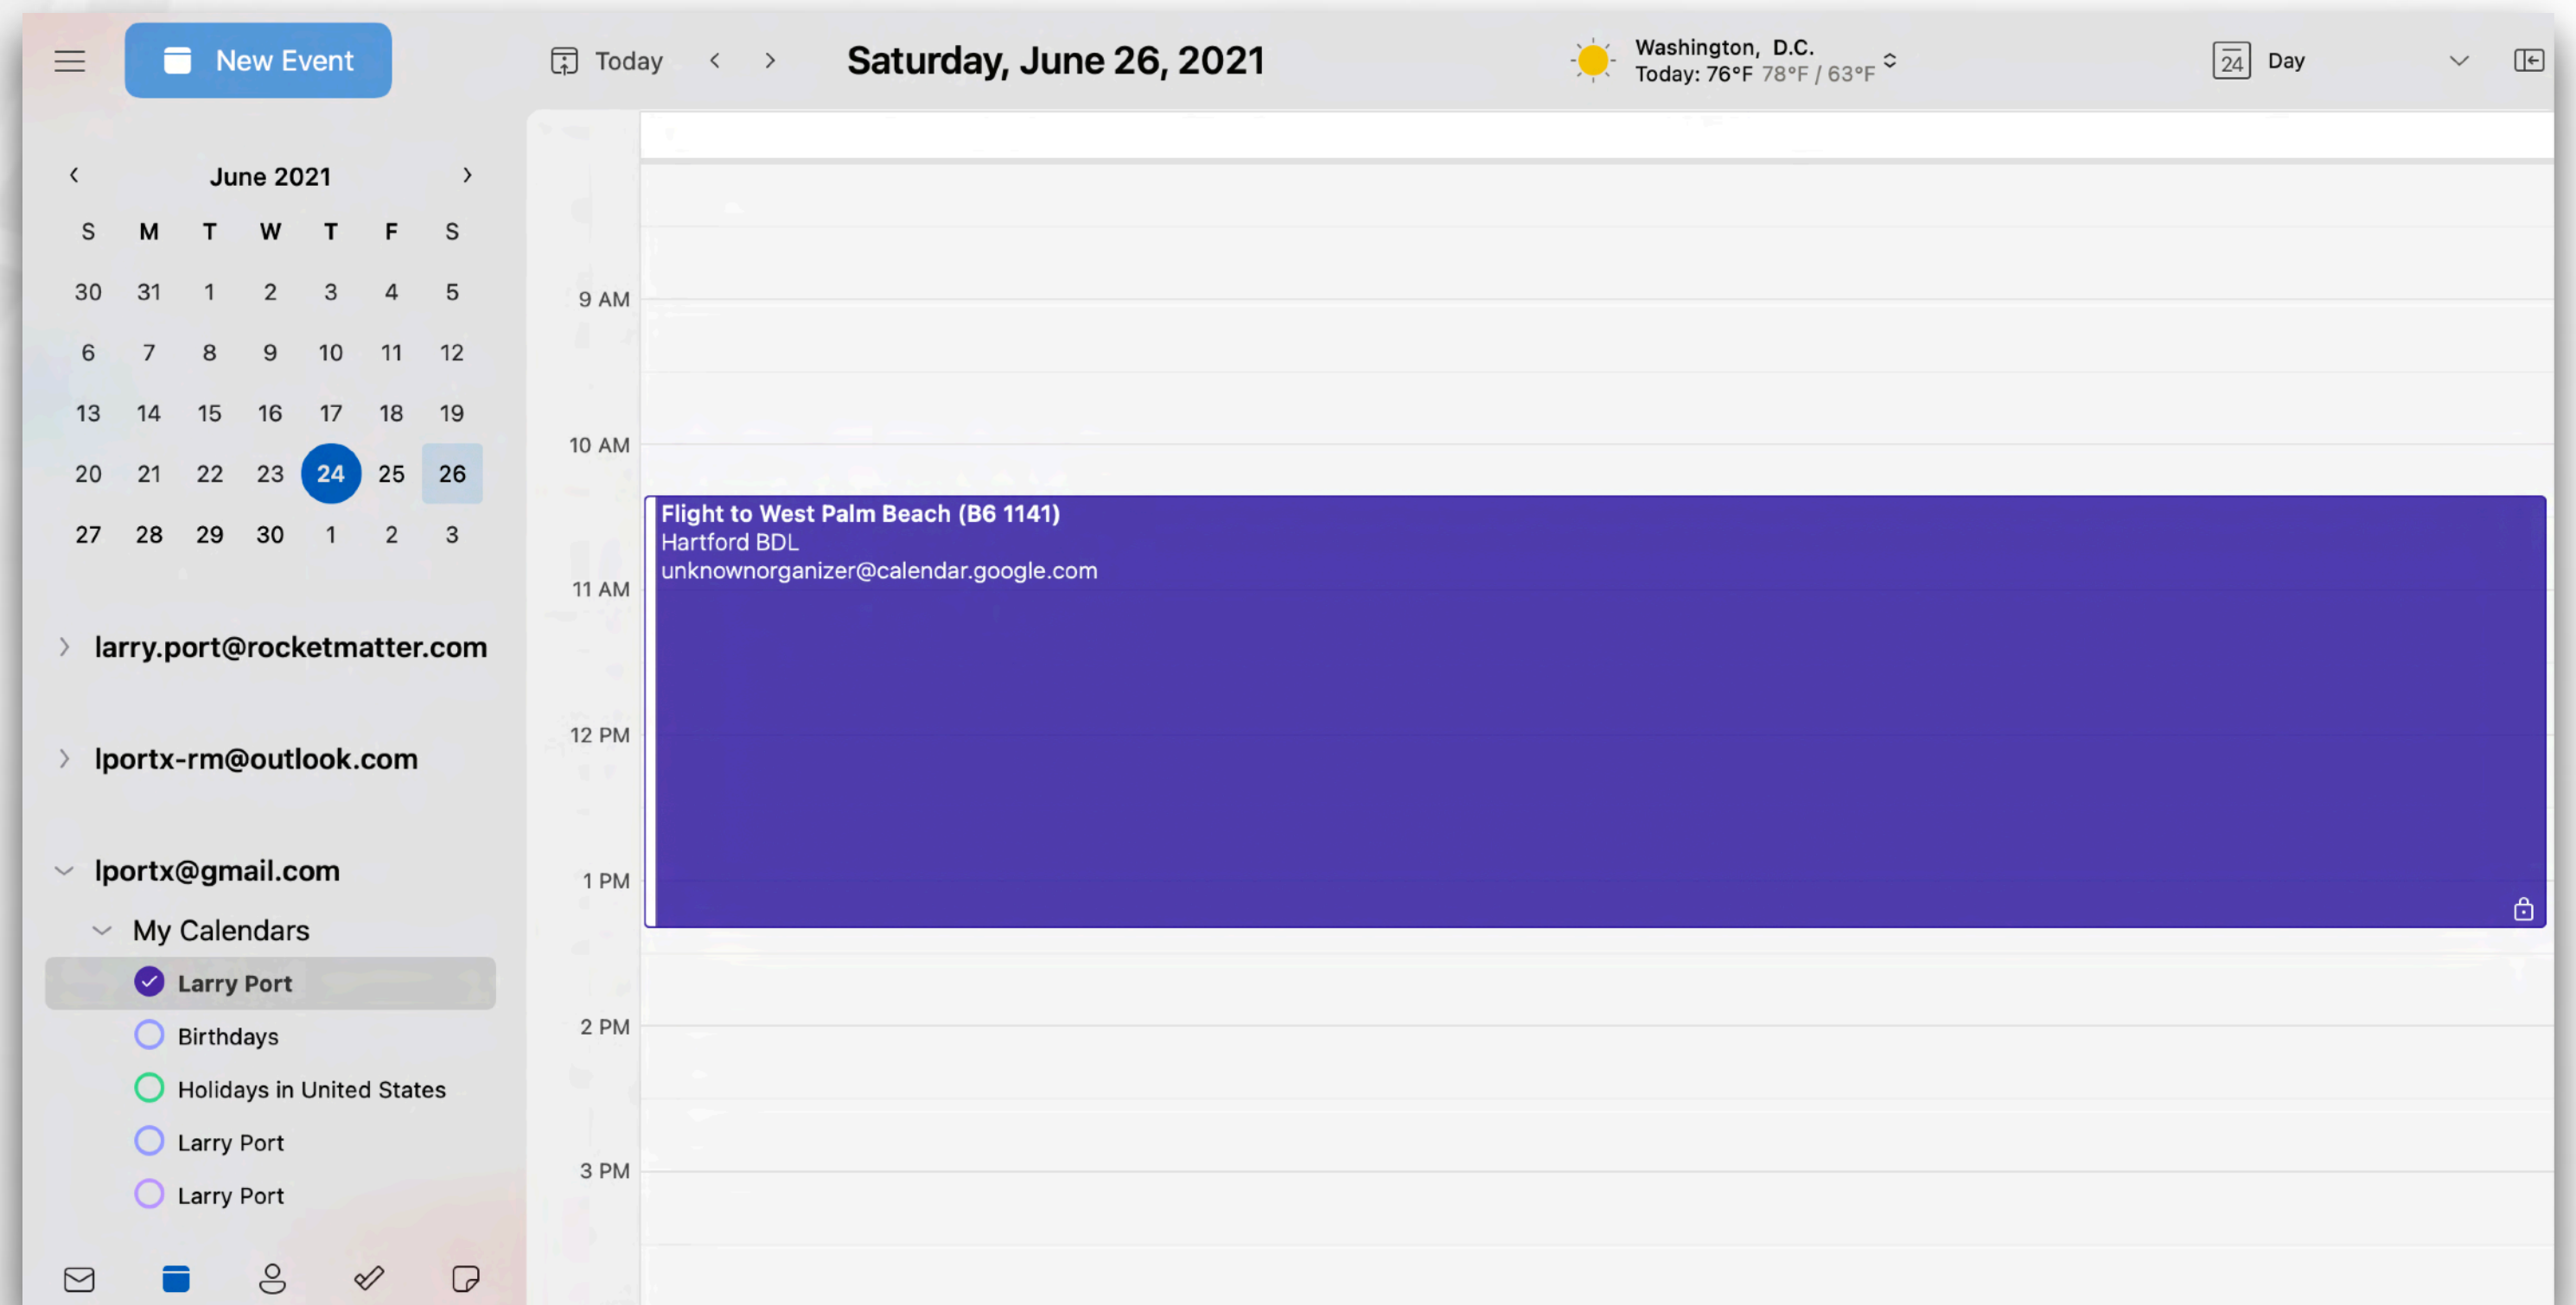 New Event
Today
Saturday, June 26, 2021
Washington, D.C.
Today: 76°F 78°F / 63°F
24
Day
June 2021
S M T W T F S
30 31 1 2 3 4 5
6 7 8 9 10 11 12
13 14 15 16 17 18 19
20 21 22 23 24 25 26
27 28 29 30 1 2 3
larry.port@rocketmatter.com
lportx-rm@outlook.com
lportx@gmail.com
My Calendars
Larry Port
Birthdays
Holidays in United States
Larry Port
Larry Port
9 AM
10 AM
Flight to West Palm Beach (B6 1141)
Hartford BDL
unknownorganizer@calendar.google.com
11 AM
12 PM
1 PM
2 PM
3 PM